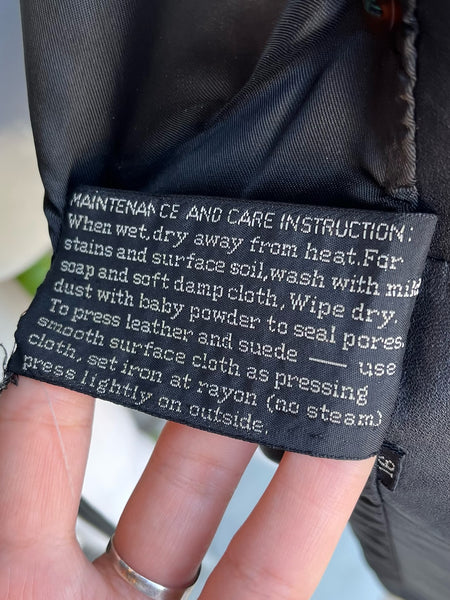 MAINTENANCE AND CARE INSTRUCTION:
When wet, dry away from heat. For
stains and surface soil, wash with mild
soap and soft damp cloth, Wipe dry.
dust with baby powder to seal pores.
To press leather and suede — use
smooth surface cloth as pressing
cloth, set iron at rayon (no steam)
press lightly on outside.